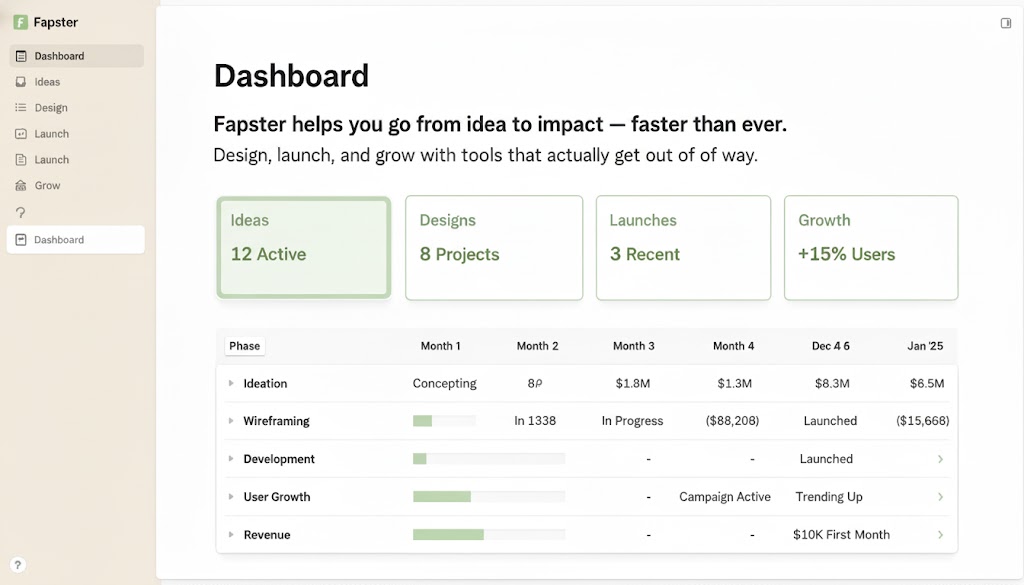 F Fapster
Dashboard
Ideas
Design
Launch
Launch
Grow
?
Dashboard
?
Dashboard
Fapster helps you go from idea to impact — faster than ever.
Design, launch, and grow with tools that actually get out of of way.
Ideas
12 Active
Designs
8 Projects
Launches
3 Recent
Growth
+15% Users
Phase Month 1 Month 2 Month 3 Month 4 Dec 4 6 Jan '25
Ideation Concepting $1.8M $1.3M $8.3M $6.5M
Wireframing In 1338 In Progress ($88,208) Launched ($15,668)
Development - - Launched
User Growth - Campaign Active Trending Up
Revenue - - $10K First Month